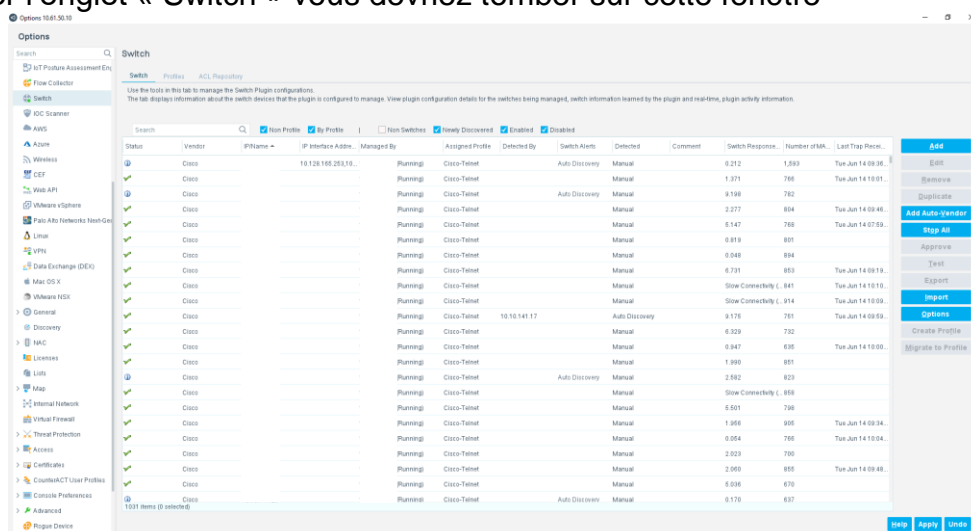 l'onglet « Switch » vous devriez tomber sur cette fenêtre
Options 10.61.50.10
Options
Search
IoT Posture Assessment Eng
Flow Collector
Switch
IOC Scanner
AWS
Azure
Wireless
CEF
Web API
VMware vSphere
Palo Alto Networks Next-Ge
Linux
VPN
Data Exchange (DEX)
Mac OS X
VMware NSX
General
Discovery
NAC
Licenses
Lists
Map
Internal Network
Virtual Firewall
Threat Protection
Access
Certificates
CounterACT User Profiles
Console Preferences
Advanced
Rogue Device
Switch
Switch Profiles ACL Repository
Use the tools in this tab to manage the Switch Plugin configurations.
The tab displays information about the switch devices that the plugin is configured to manage. View plugin configuration details for the switches being managed, switch information learned by the plugin and real-time, plugin activity information.
Search Non Profile By Profile | Non Switches Newly Discovered Enabled Disabled
Status Vendor IP/Name IP Interface Addre... Managed By Assigned Profile Detected By Switch Alerts Detected Comment Switch Response... Number of MA... Last Trap Recei...
Cisco 10.129.165.253,10... (Running) Cisco-Telnet Auto Discovery Manual 0.212 1,593 Tue Jun 14 09:36...
Cisco (Running) Cisco-Telnet Manual 1.371 766 Tue Jun 14 10:01...
Cisco (Running) Cisco-Telnet Auto Discovery Manual 9.198 782
Cisco (Running) Cisco-Telnet Manual 2.277 894 Tue Jun 14 09:46...
Cisco (Running) Cisco-Telnet Manual 5.147 768 Tue Jun 14 07:59...
Cisco (Running) Cisco-Telnet Manual 0.819 801
Cisco (Running) Cisco-Telnet Manual 0.048 894
Cisco (Running) Cisco-Telnet Manual 6.731 853 Tue Jun 14 09:19...
Cisco (Running) Cisco-Telnet Manual Slow Connectivity (... 841 Tue Jun 14 10:10...
Cisco (Running) Cisco-Telnet Manual Slow Connectivity (... 914 Tue Jun 14 10:09...
Cisco (Running) Cisco-Telnet 10.10.141.17 Auto Discovery 9.176 761 Tue Jun 14 09:59...
Cisco (Running) Cisco-Telnet Manual 6.329 732
Cisco (Running) Cisco-Telnet Manual 0.947 635 Tue Jun 14 10:00...
Cisco (Running) Cisco-Telnet Manual 1.990 851
Cisco (Running) Cisco-Telnet Auto Discovery Manual 2.582 823
Cisco (Running) Cisco-Telnet Manual Slow Connectivity (... 858
Cisco (Running) Cisco-Telnet Manual 5.501 786
Cisco (Running) Cisco-Telnet Manual 1.956 806 Tue Jun 14 09:34...
Cisco (Running) Cisco-Telnet Manual 0.054 766 Tue Jun 14 10:04...
Cisco (Running) Cisco-Telnet Manual 2.023 700
Cisco (Running) Cisco-Telnet Manual 2.060 855 Tue Jun 14 09:48...
Cisco (Running) Cisco-Telnet Manual 5.036 670
Cisco (Running) Cisco-Telnet Auto Discovery Manual 0.170 637
1031 items (0 selected)
Add
Edit
Remove
Duplicate
Add Auto-Vendor
Stop All
Approve
Test
Export
Import
Options
Create Profile
Migrate to Profile
Help Apply Undo